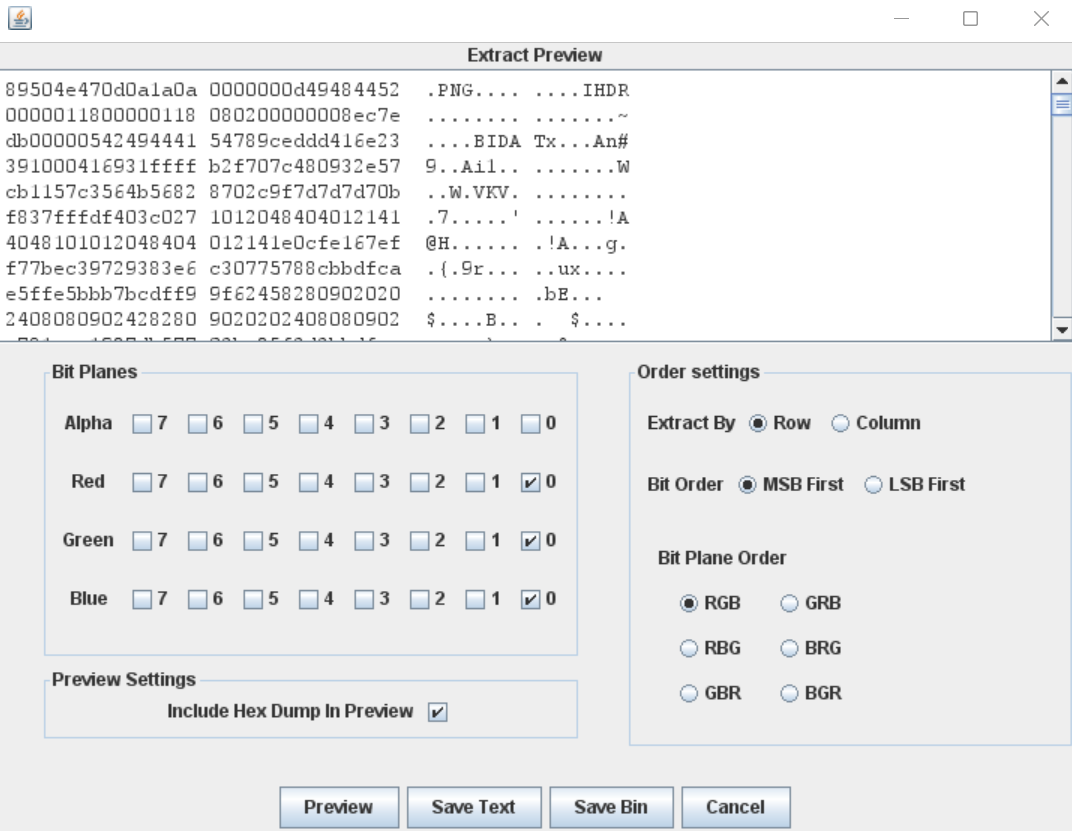 Extract Preview
89504e470d0a1a0a 0000000d49484452 .PNG.... ....IHDR
0000011800000118 080200000008ec7e ........ .......~
db00000542494441 54789ceddd416e23 ....BIDA Tx...An#
391000416931ffff b2f707c480932e57 9..Ai1.. .......W
cb1157c3564b5682 8702c9f7d7d7d70b ..W.VKV. ........
f837fffdf403c027 1012048404012141 .7.....' ......!A
4048101012048404 012141e0cfe167ef @H...... .!A...g.
f77bec39729383e6 c30775788cbbdfca .{.9r... ..ux....
e5ffe5bbb7bcdff9 9f62458280902020 ........ .bE...
2408080902428280 9020202408080902 $....B.. .  $....
Bit Planes
Alpha 7 6 5 4 3 2 1 0
Red 7 6 5 4 3 2 1 0
Green 7 6 5 4 3 2 1 0
Blue 7 6 5 4 3 2 1 0
Preview Settings
Include Hex Dump In Preview
Order settings
Extract By Row Column
Bit Order MSB First LSB First
Bit Plane Order
RGB GRB
RBG BRG
GBR BGR
Preview Save Text Save Bin Cancel